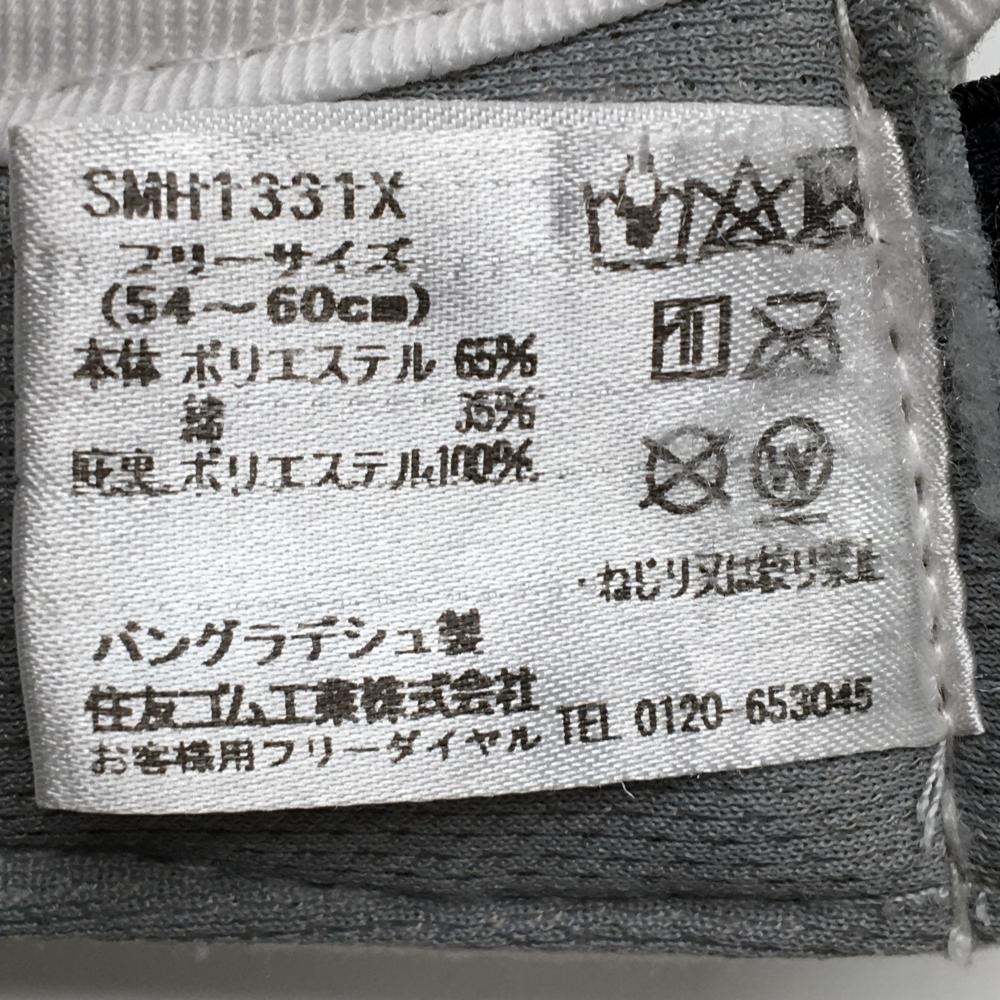 SMH1331X
フリーサイズ
(54～60cm)
本体 ポリエステル 65%
綿 35%
庇裏 ポリエステル100%
・ねじり又は絞り禁止
バングラデシュ製
住友ゴム工業株式会社
お客様用フリーダイヤル TEL 0120-653045